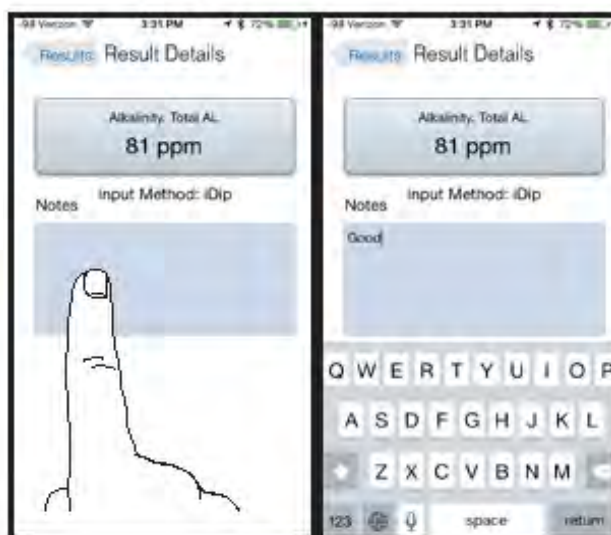 -98 Verizon 3:31 PM 72%
Results Result Details
Alkalinity, Total AL
81 ppm
Input Method: iDip
Notes
-98 Verizon 3:31 PM 72%
Results Result Details
Alkalinity, Total AL
81 ppm
Input Method: iDip
Notes
Good
Q W E R T Y U I O P
A S D F G H J K L
Z X C V B N M
123 space return